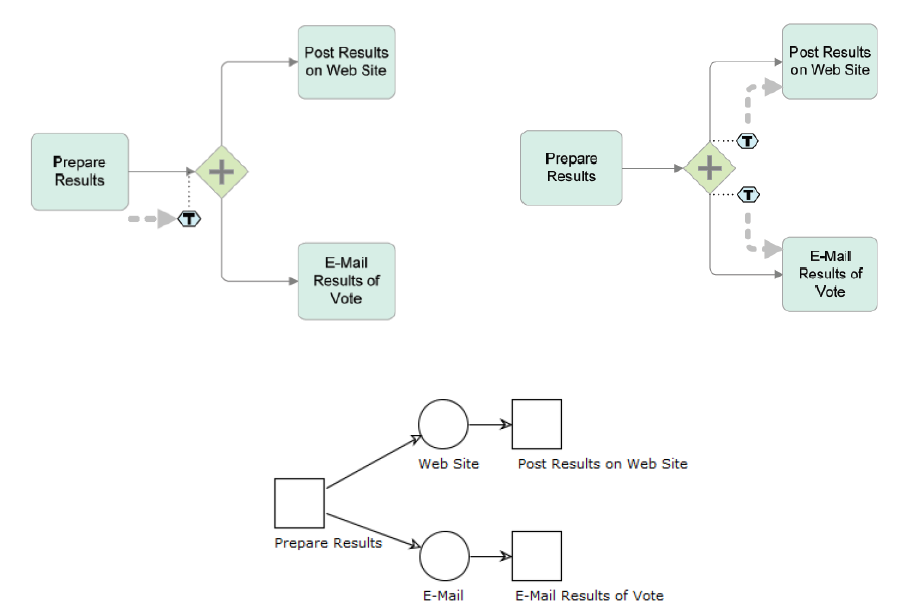 Post Results
on Web Site
Prepare
Results
T
E-Mail
Results of
Vote
Post Results
on Web Site
T
Prepare
Results
T
E-Mail
Results of
Vote
Web Site
Post Results on Web Site
Prepare Results
E-Mail
E-Mail Results of Vote